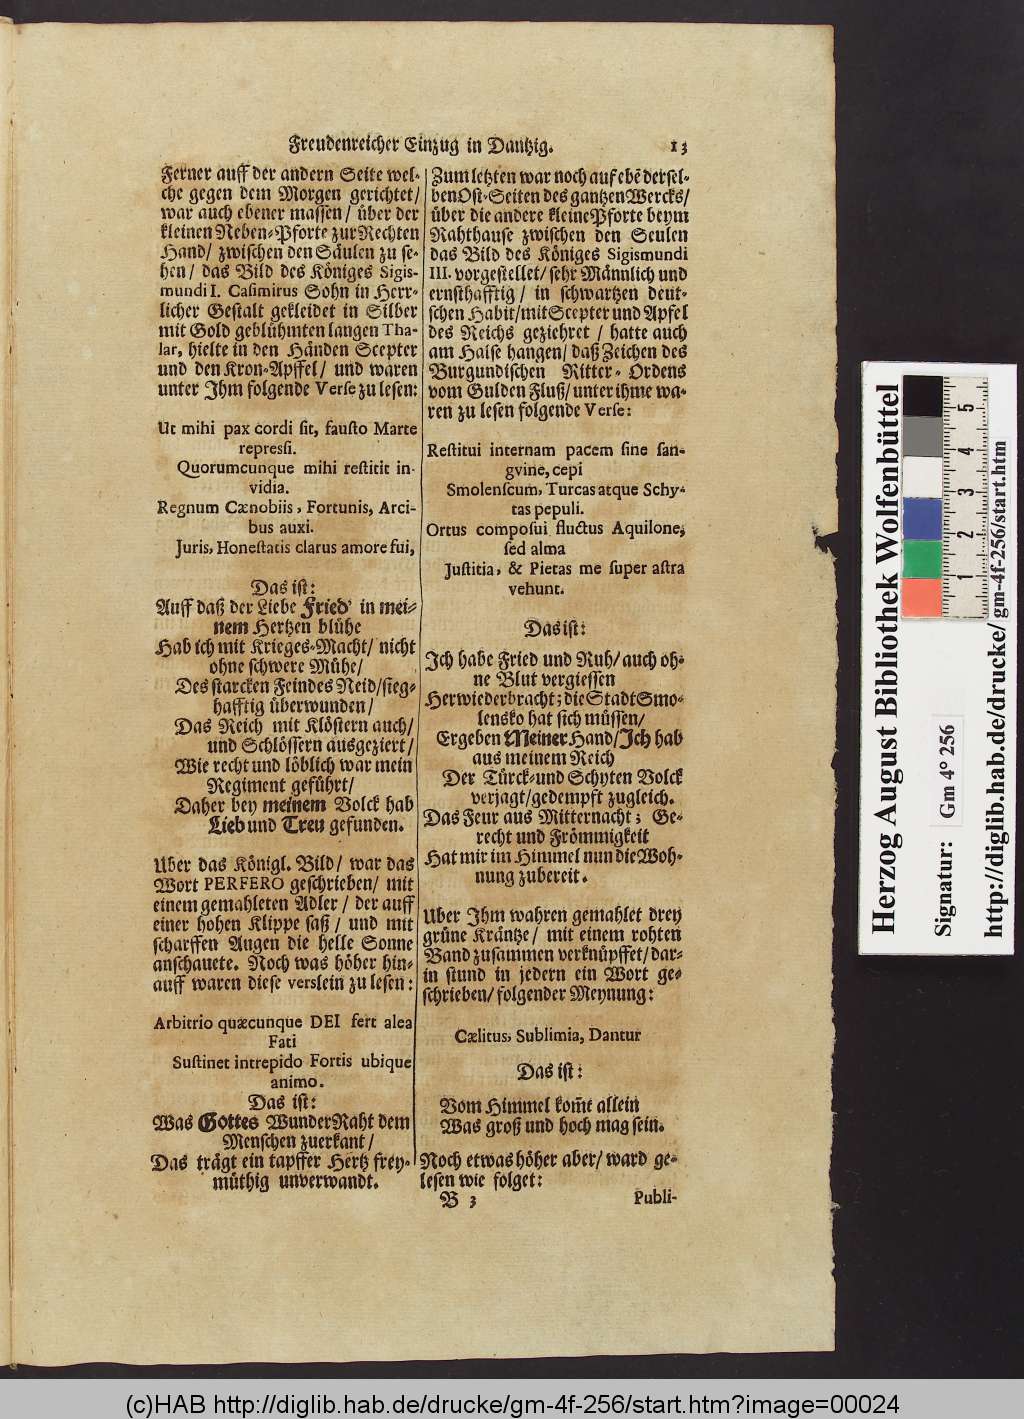 Freudenreicher Einzug in Dantzig. 13
Ferner auff der andern Seite wel-
che gegen dem Morgen gerichtet/
war auch ebener massen / über der
kleinen Neben-Pforte zur Rechten
Hand/ zwischen den Säulen zu se-
hen / das Bild des Königes Sigis-
mundi I. Casimirus Sohn in Herr-
licher Gestalt gekleidet in Silber
mit Gold geblühmten langen Tha-
lar, hielte in den Händen Scepter
und den Kron-Apffel / und waren
unter Ihm folgende Verse zu lesen:
Ut mihi pax cordi sit, fausto Marte
repressi.
Quorumcunque mihi restitit in-
vidia.
Regnum Cænobiis, Fortunis, Arci-
bus auxi.
Juris, Honestatis clarus amore fui,
Das ist:
Auff daß der Liebe Fried' in mei-
nem Hertzen blühe
Hab ich mit Krieges-Macht/ nicht
ohne schwere Mühe/
Des starcken Feindes Neid/sieg-
hafftig überwunden/
Das Reich mit Klöstern auch/
und Schlössern ausgeziert/
Wie recht und löblich war mein
Regiment geführt/
Daher bey meinem Volck hab
Lieb und Treu gefunden.
Uber das Königl. Bild / war das
Wort PERFERO geschrieben/ mit
einem gemahleten Adler / der auff
einer hohen Klippe saß / und mit
scharffen Augen die helle Sonne
anschauete. Noch was höher hin-
auff waren diese verslein zu lesen:
Arbitrio quæcunque DEI fert alea
Fati
Sustinet intrepido Fortis ubique
animo.
Das ist:
Was Gottes Wunder Raht dem
Menschen zuerkant /
Das trägt ein tapffer Hertz frey-
müthig unverwandt.
Zum letzten war noch auf ebē dersel-
ben Ost-Seiten des gantzen Wercks/
über die andere kleine Pforte beym
Rahthause zwischen den Seulen
das Bild des Königes Sigismundi
III. vorgestellet/ sehr Männlich und
ernsthafftig / in schwartzen deut-
schen Habit/mit Scepter und Apfel
des Reichs geziehret / hatte auch
am Halse hangen/ daß Zeichen des
Burgundischen Ritter-Ordens
vom Gulden Fluß/ unter ihme wa-
ren zu lesen folgende Verse:
Restitui internam pacem sine san-
gvine, cepi
Smolenscum, Turcas atque Schy-
tas pepuli.
Ortus composui fluctus Aquilone,
sed alma
Justitia, & Pietas me super astra
vehunt.
Das ist:
Ich habe Fried und Ruh/ auch oh-
ne Blut vergiessen
Herwiederbracht; die Stadt Smo-
lensko hat sich müssen/
Ergeben Meiner Hand/Ich hab
aus meinem Reich
Der Türck-und Schyten Volck
verjagt/gedempft zugleich.
Das Feur aus Mitternacht; Ge-
recht und Frömmigkeit
Hat mir im Himmel nun die Woh-
nung zubereit.
Uber Ihm wahren gemahlet drey
grüne Kräntze/ mit einem rohten
Band zusammen verknüpffet/ dar-
in stund in jedern ein Wort ge-
schrieben/ folgender Meynung:
Cælitus, Sublimia, Dantur
Das ist:
Vom Himmel kom̃t allein
Was groß und hoch mag sein.
Noch etwas höher aber/ ward ge-
lesen wie folget:
B 3 Publi-
Herzog August Bibliothek Wolfenbüttel
Signatur: Gm 4° 256
http://diglib.hab.de/drucke/ gm-4f-256/start.htm
1 2 3 4 5
(c)HAB http://diglib.hab.de/drucke/gm-4f-256/start.htm?image=00024